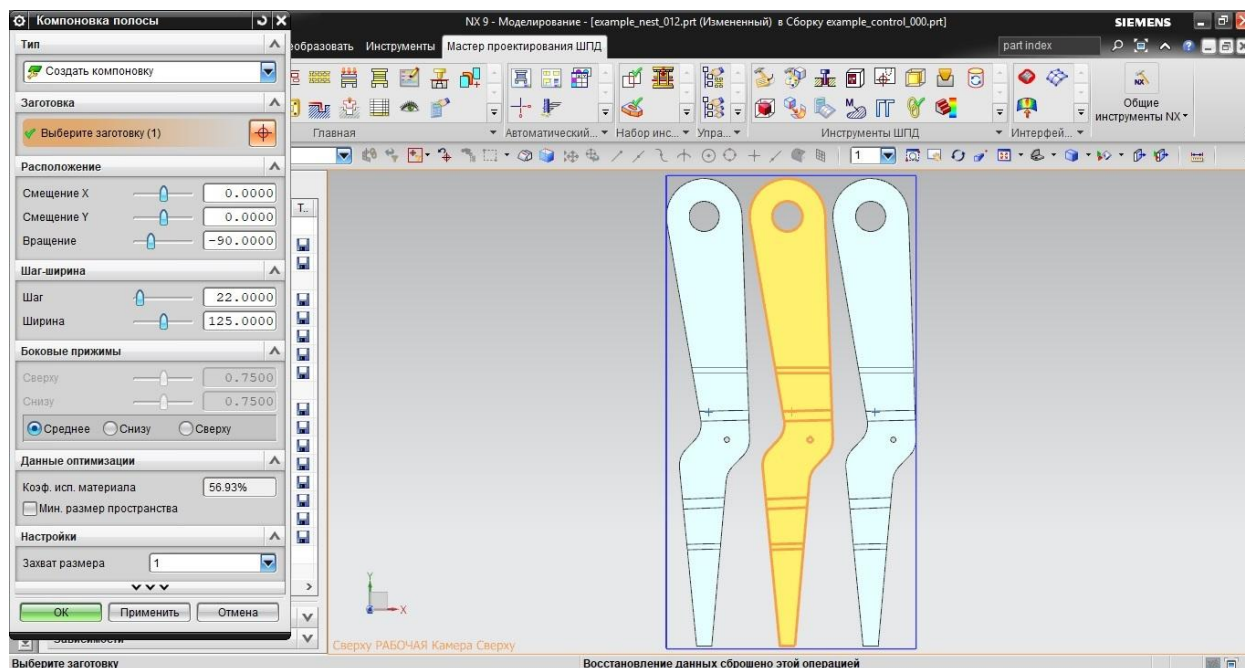 Компоновка полосы
NX 9 - Моделирование - [example_nest_012.prt (Измененный) в Сборку example_control_000.prt]
SIEMENS
Тип
образовать Инструменты Мастер проектирования ШПД
part index
Создать компоновку
Заготовка
Общие
инструменты NX
Выберите заготовку (1)
Главная
Автоматический...
Набор инс...
Упра...
Инструменты ШПД
Интерфей...
Расположение
1
Смещение X 0.0000
Смещение Y 0.0000
T..
Вращение -90.0000
Шаг-ширина
Шаг 22.0000
Ширина 125.0000
Боковые прижимы
Сверху 0.7500
Снизу 0.7500
Среднее Снизу Сверху
Данные оптимизации
Коэф. исп. материала 56.93%
Мин. размер пространства
Настройки
Захват размера 1
Y
X
OK Применить Отмена
Зависимости
Сверху РАБОЧАЯ Камера Сверху
Выберите заготовку
Восстановление данных сброшено этой операцией